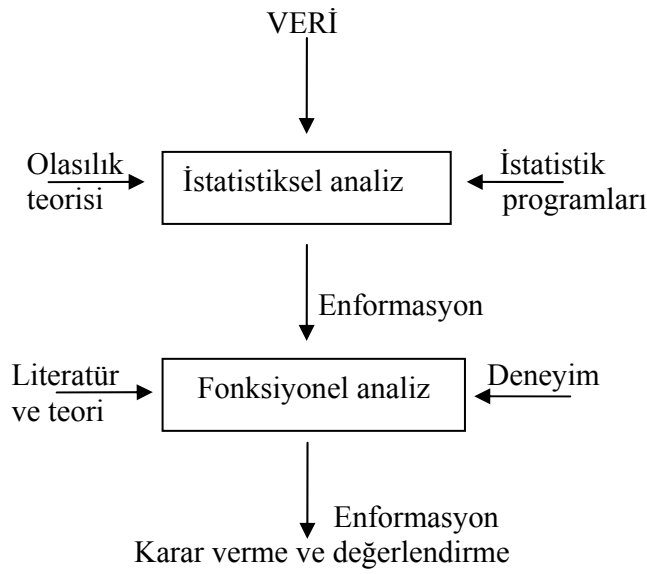 VERİ
Olasılık
teorisi
İstatistiksel analiz
İstatistik
programları
Enformasyon
Literatür
ve teori
Fonksiyonel analiz
Deneyim
Enformasyon
Karar verme ve değerlendirme